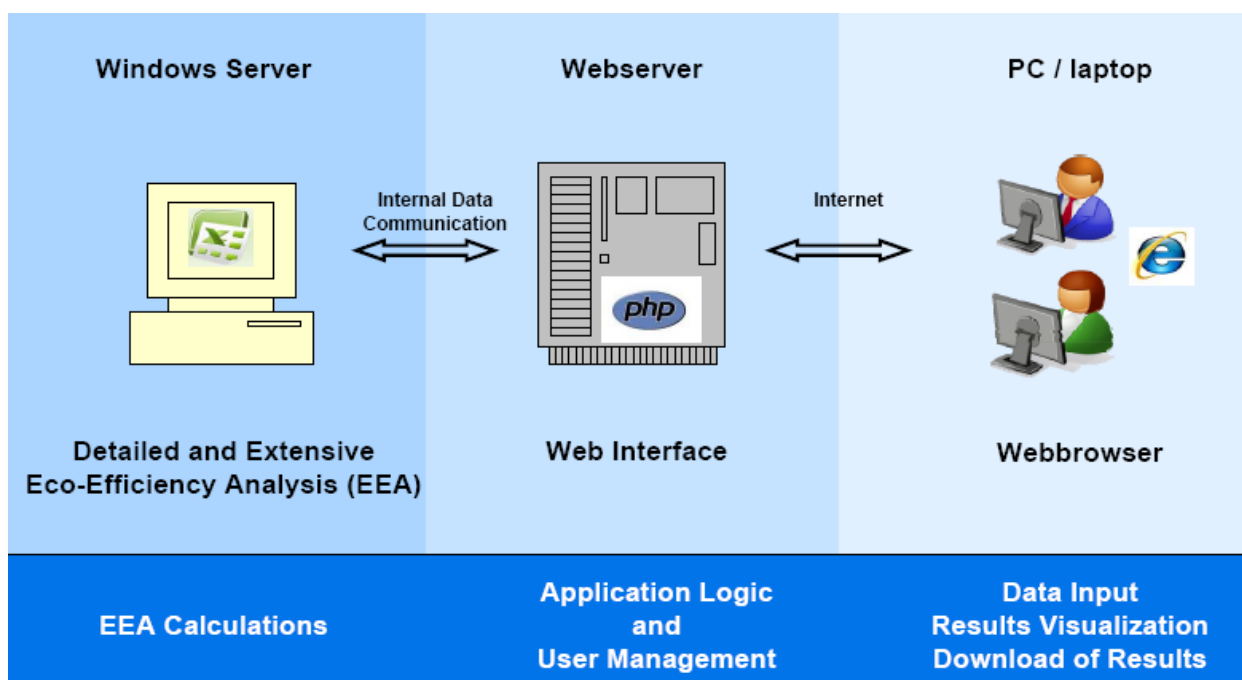 Windows Server
Webserver
PC / laptop
Internal Data
Communication
Internet
php
Detailed and Extensive
Eco-Efficiency Analysis (EEA)
Web Interface
Webbrowser
EEA Calculations
Application Logic
and
User Management
Data Input
Results Visualization
Download of Results